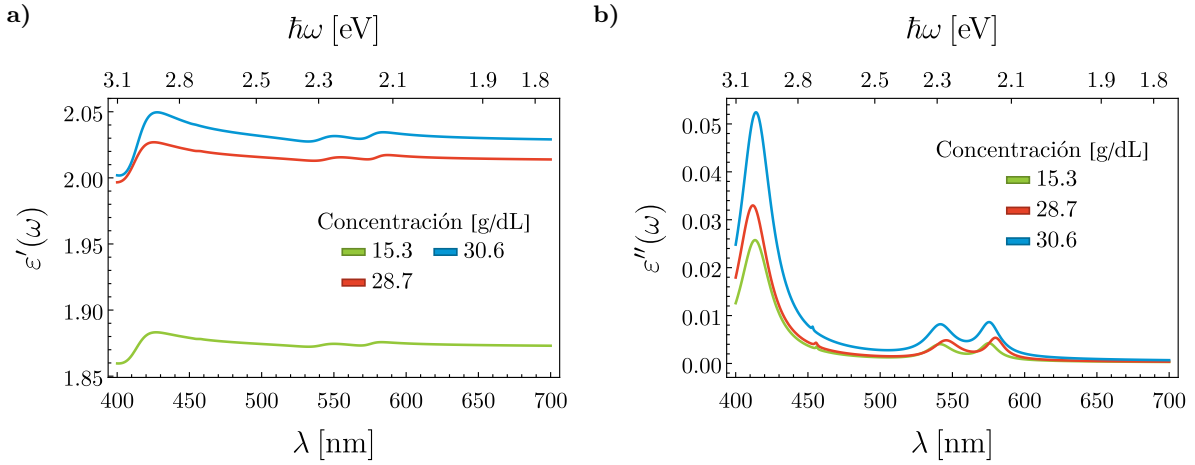 a)
ħω [eV]
3.1 2.8 2.5 2.3 2.1 1.9 1.8
2.05
2.00
1.95
1.90
1.85
ε′(ω)
Concentración [g/dL]
15.3 30.6
28.7
400 450 500 550 600 650 700
λ [nm]
b)
ħω [eV]
3.1 2.8 2.5 2.3 2.1 1.9 1.8
0.05
0.04
0.03
0.02
0.01
0.00
ε′′(ω)
Concentración [g/dL]
15.3
28.7
30.6
400 450 500 550 600 650 700
λ [nm]